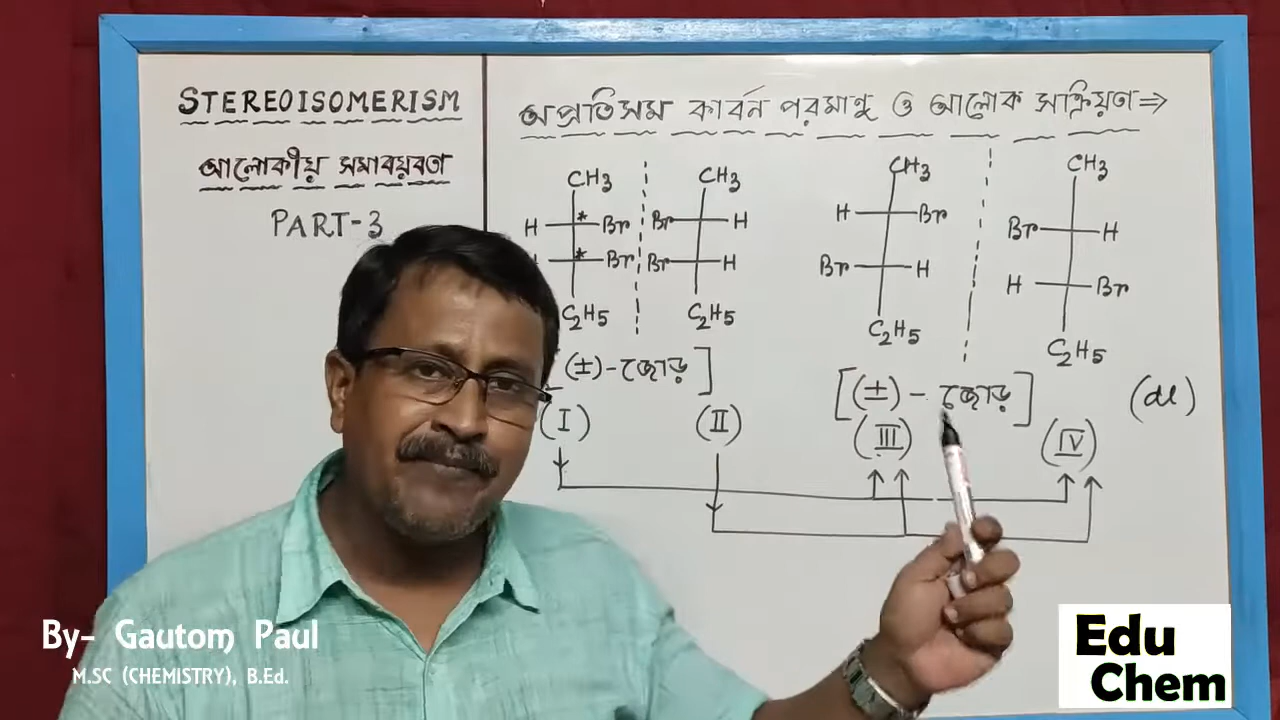 STEREOISOMERISM
আলোকীয় সমাবয়বতা
PART-3
অপ্রতিসম কার্বন পরমাণু ও আলোক সক্রিয়তা ⇒
CH3 CH3 CH3 CH3
H * Br Br H H Br Br H
* Br Br H Br H H Br
C2H5 C2H5 C2H5 C2H5
(±)-জোড় ] [(±) - জোড়] (dl)
(I) (II) (III) (IV)
By- Gautom Paul
M.SC (CHEMISTRY), B.Ed.
Edu
Chem